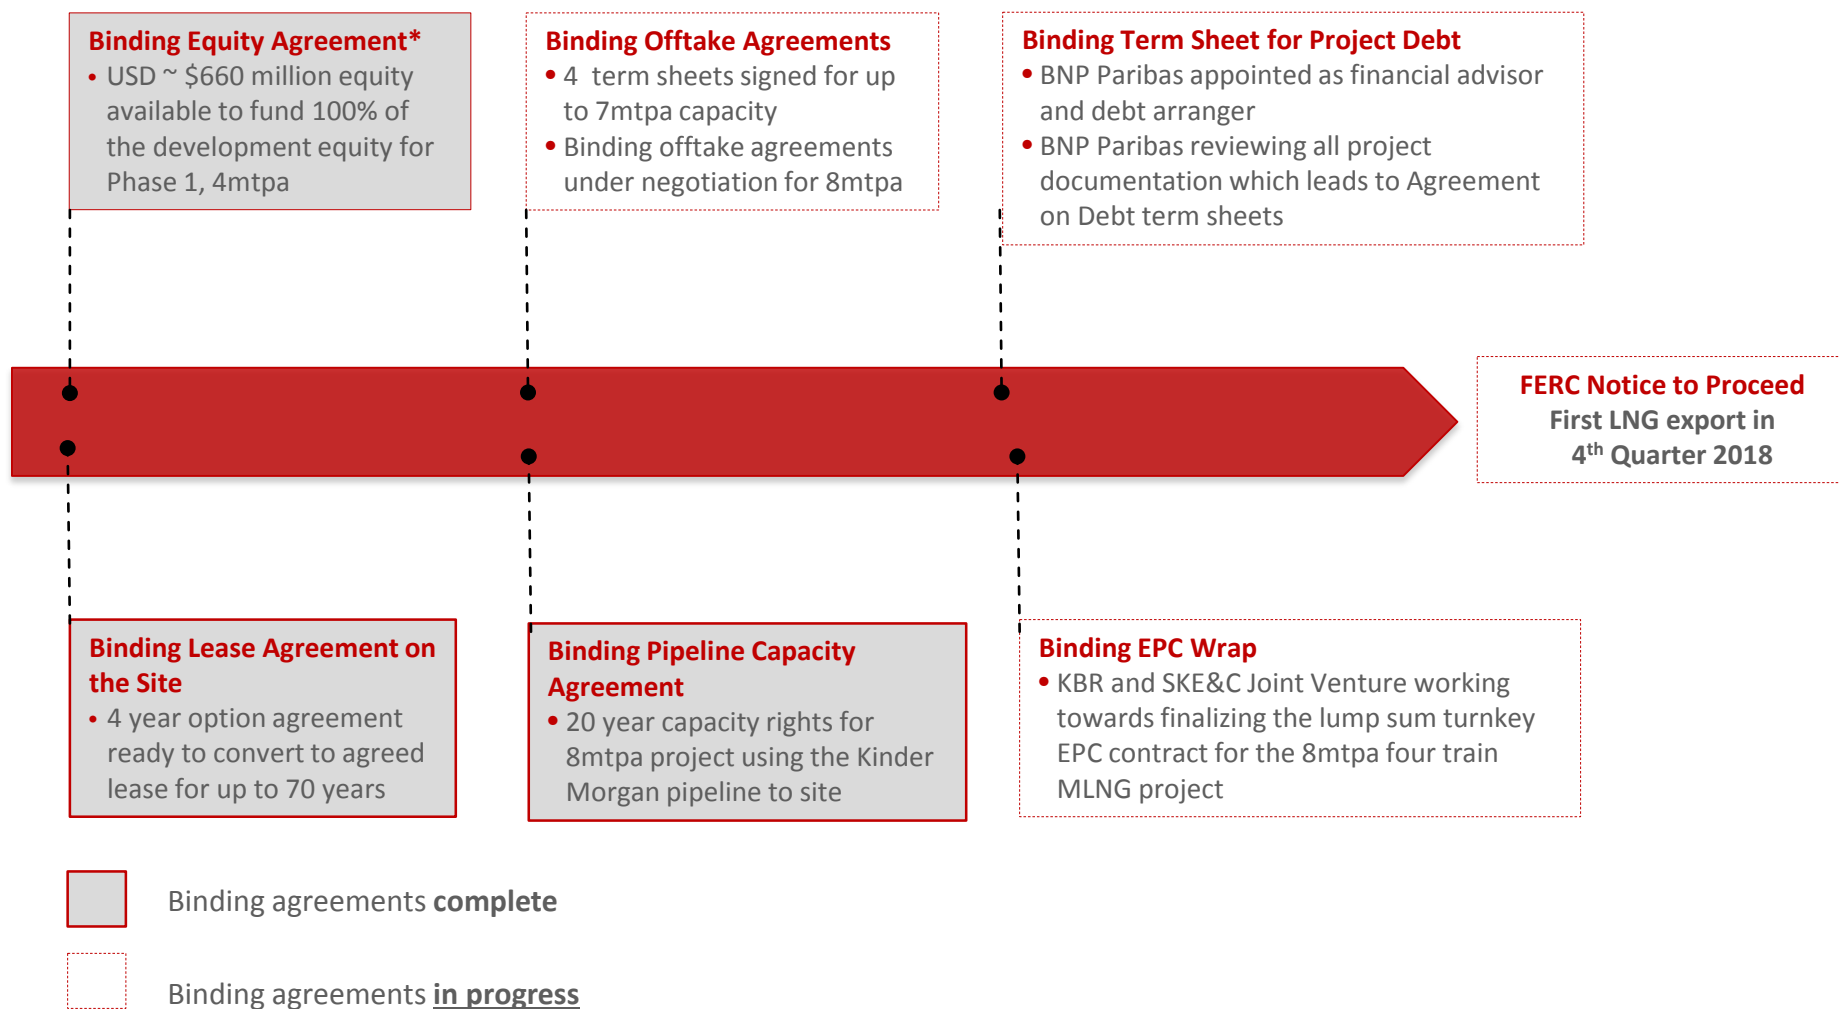 Binding Equity Agreement*
• USD ~ $660 million equity
available to fund 100% of
the development equity for
Phase 1, 4mtpa
Binding Offtake Agreements
• 4 term sheets signed for up
to 7mtpa capacity
• Binding offtake agreements
under negotiation for 8mtpa
Binding Term Sheet for Project Debt
• BNP Paribas appointed as financial advisor
and debt arranger
• BNP Paribas reviewing all project
documentation which leads to Agreement
on Debt term sheets
FERC Notice to Proceed
First LNG export in
4th Quarter 2018
Binding Lease Agreement on
the Site
• 4 year option agreement
ready to convert to agreed
lease for up to 70 years
Binding Pipeline Capacity
Agreement
• 20 year capacity rights for
8mtpa project using the Kinder
Morgan pipeline to site
Binding EPC Wrap
• KBR and SKE&C Joint Venture working
towards finalizing the lump sum turnkey
EPC contract for the 8mtpa four train
MLNG project
Binding agreements complete
Binding agreements in progress